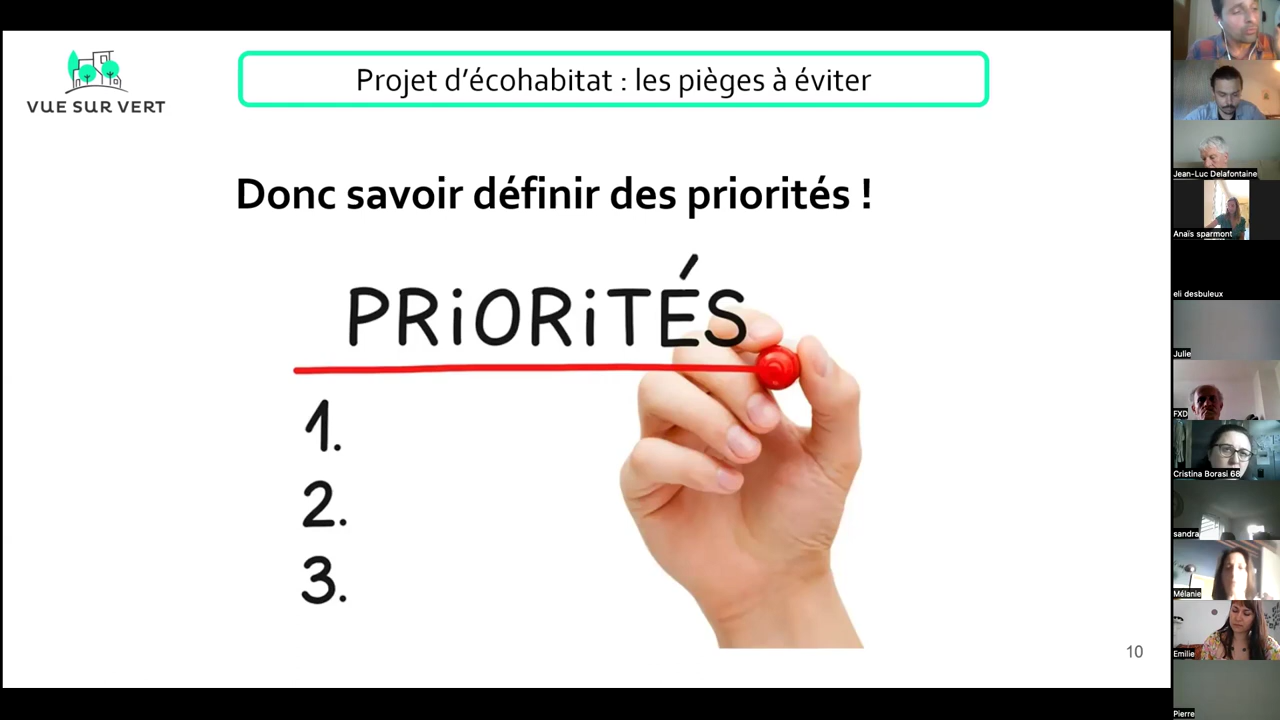 VUE SUR VERT
Projet d'écohabitat : les pièges à éviter
Donc savoir définir des priorités !
PRiORiTÉS
1.
2.
3.
10
Jean-Luc Delafontaine
Anaïs sparmont
eli desbuleux
Julie
FXD
Cristina Borasi 68
sandra
Mélanie
Emilie
Pierre